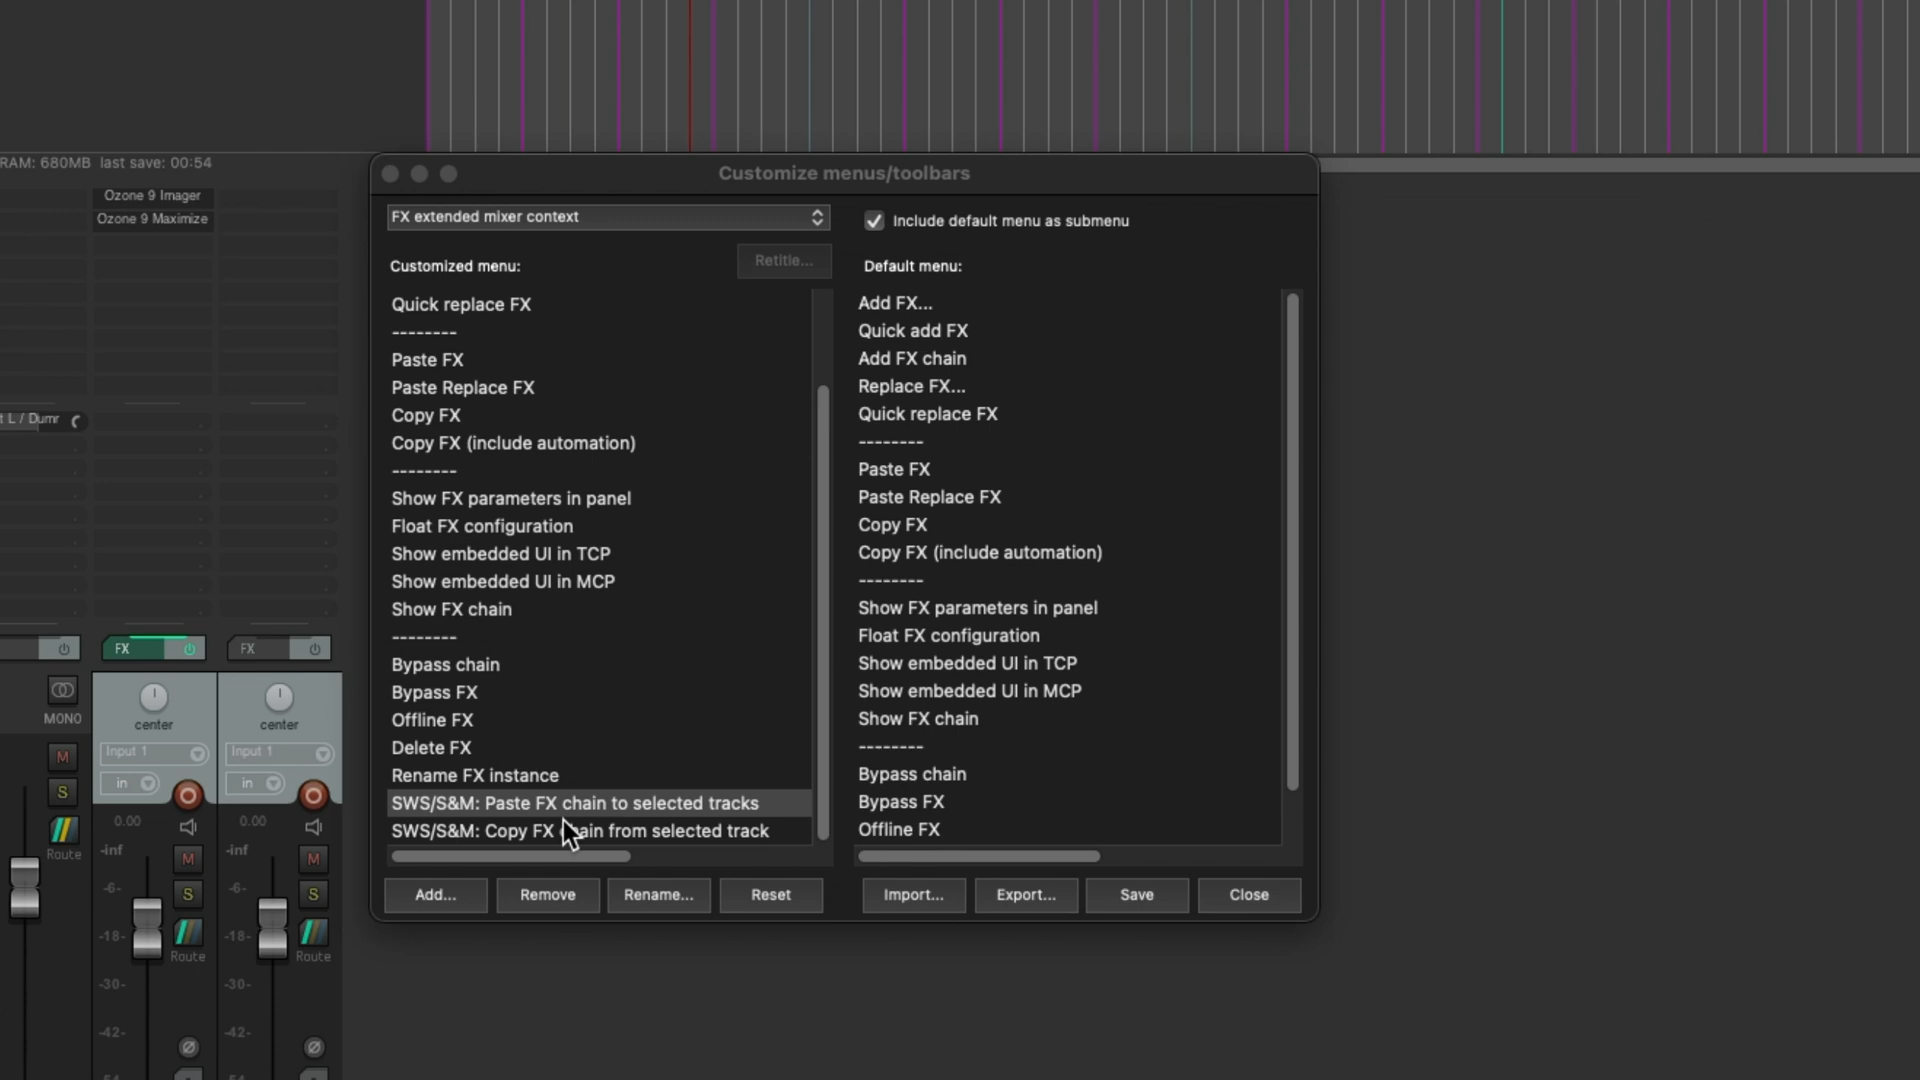 RAM: 680MB last save: 00:54
Ozone 9 Imager
Ozone 9 Maximize
t L / Dumr
FX
FX
MONO
center
center
Input 1
Input 1
in
in
M
S
Route
0.00
0.00
-inf
-inf
M
M
-6-
-6-
S
S
-18-
-18-
Route
Route
-30-
-30-
-42-
-42-
Customize menus/toolbars
FX extended mixer context
Include default menu as submenu
Customized menu:
Retitle...
Default menu:
Quick replace FX
--------
Paste FX
Paste Replace FX
Copy FX
Copy FX (include automation)
--------
Show FX parameters in panel
Float FX configuration
Show embedded UI in TCP
Show embedded UI in MCP
Show FX chain
--------
Bypass chain
Bypass FX
Offline FX
Delete FX
Rename FX instance
SWS/S&M: Paste FX chain to selected tracks
SWS/S&M: Copy FX chain from selected track
Add FX...
Quick add FX
Add FX chain
Replace FX...
Quick replace FX
--------
Paste FX
Paste Replace FX
Copy FX
Copy FX (include automation)
--------
Show FX parameters in panel
Float FX configuration
Show embedded UI in TCP
Show embedded UI in MCP
Show FX chain
--------
Bypass chain
Bypass FX
Offline FX
Add...
Remove
Rename...
Reset
Import...
Export...
Save
Close